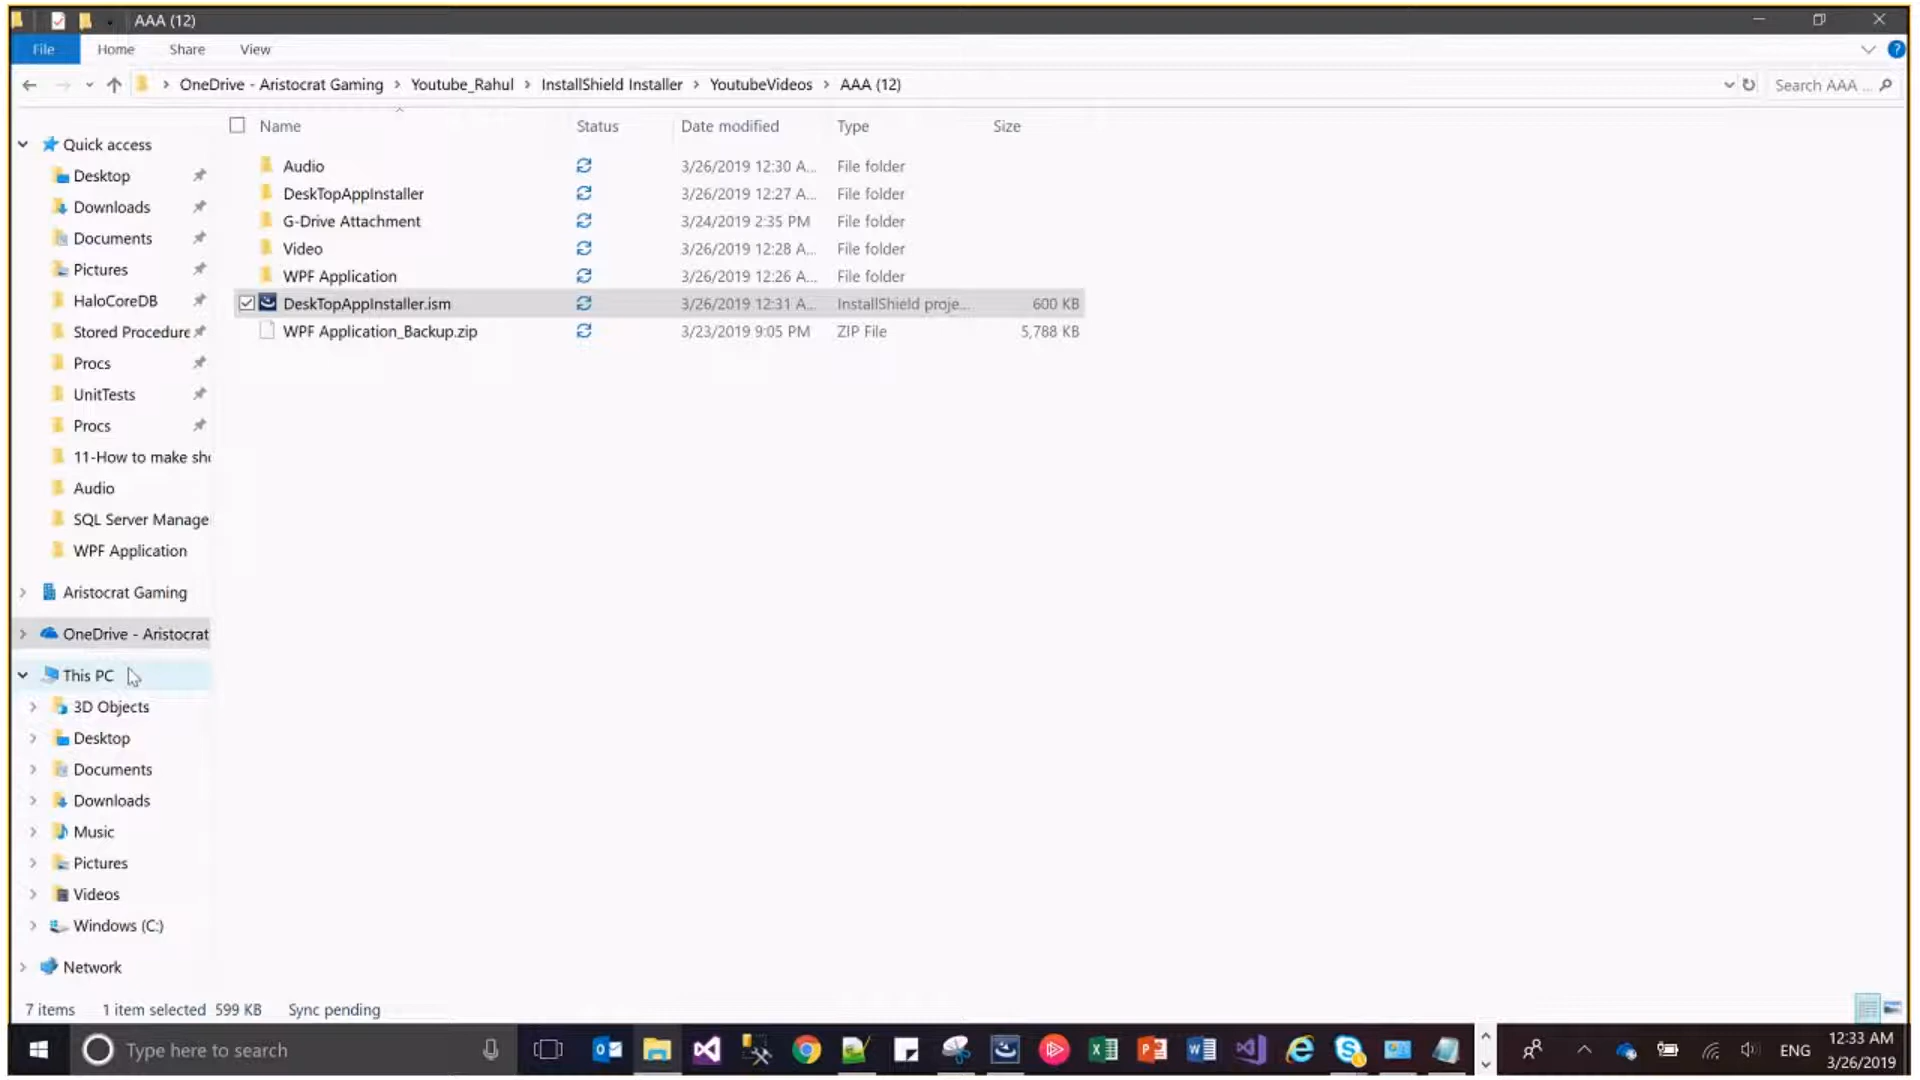 AAA (12)
File Home Share View
OneDrive - Aristocrat Gaming › Youtube_Rahul › InstallShield Installer › YoutubeVideos › AAA (12)
Search AAA ...
Name Status Date modified Type Size
Audio 3/26/2019 12:30 A... File folder
DeskTopAppInstaller 3/26/2019 12:27 A... File folder
G-Drive Attachment 3/24/2019 2:35 PM File folder
Video 3/26/2019 12:28 A... File folder
WPF Application 3/26/2019 12:26 A... File folder
DeskTopAppInstaller.ism 3/26/2019 12:31 A... InstallShield proje... 600 KB
WPF Application_Backup.zip 3/23/2019 9:05 PM ZIP File 5,788 KB
Quick access
Desktop
Downloads
Documents
Pictures
HaloCoreDB
Stored Procedure
Procs
UnitTests
Procs
11-How to make sho
Audio
SQL Server Manage
WPF Application
Aristocrat Gaming
OneDrive - Aristocrat
This PC
3D Objects
Desktop
Documents
Downloads
Music
Pictures
Videos
Windows (C:)
Network
7 items 1 item selected 599 KB Sync pending
Type here to search
ENG
12:33 AM
3/26/2019